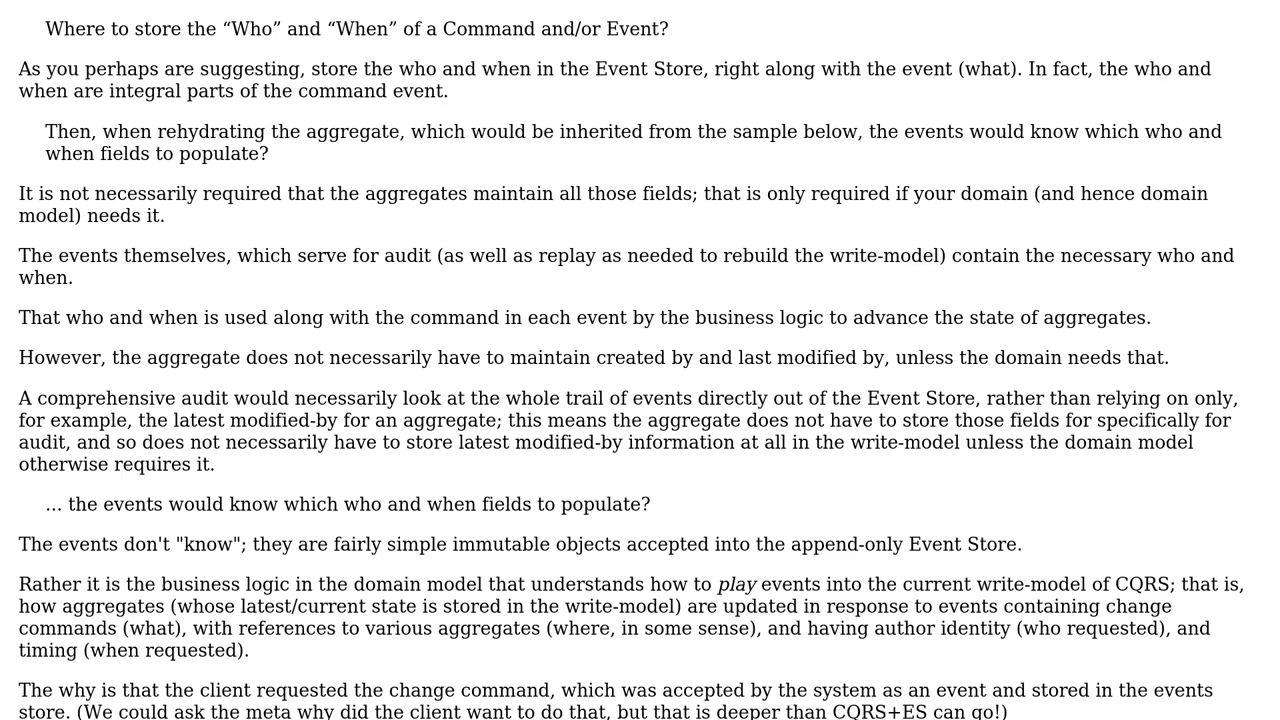 Where to store the “Who” and “When” of a Command and/or Event?
As you perhaps are suggesting, store the who and when in the Event Store, right along with the event (what). In fact, the who and
when are integral parts of the command event.
Then, when rehydrating the aggregate, which would be inherited from the sample below, the events would know which who and
when fields to populate?
It is not necessarily required that the aggregates maintain all those fields; that is only required if your domain (and hence domain
model) needs it.
The events themselves, which serve for audit (as well as replay as needed to rebuild the write-model) contain the necessary who and
when.
That who and when is used along with the command in each event by the business logic to advance the state of aggregates.
However, the aggregate does not necessarily have to maintain created by and last modified by, unless the domain needs that.
A comprehensive audit would necessarily look at the whole trail of events directly out of the Event Store, rather than relying on only,
for example, the latest modified-by for an aggregate; this means the aggregate does not have to store those fields for specifically for
audit, and so does not necessarily have to store latest modified-by information at all in the write-model unless the domain model
otherwise requires it.
... the events would know which who and when fields to populate?
The events don't "know"; they are fairly simple immutable objects accepted into the append-only Event Store.
Rather it is the business logic in the domain model that understands how to play events into the current write-model of CQRS; that is,
how aggregates (whose latest/current state is stored in the write-model) are updated in response to events containing change
commands (what), with references to various aggregates (where, in some sense), and having author identity (who requested), and
timing (when requested).
The why is that the client requested the change command, which was accepted by the system as an event and stored in the events
store. (We could ask the meta why did the client want to do that, but that is deeper than CQRS+ES can go!)